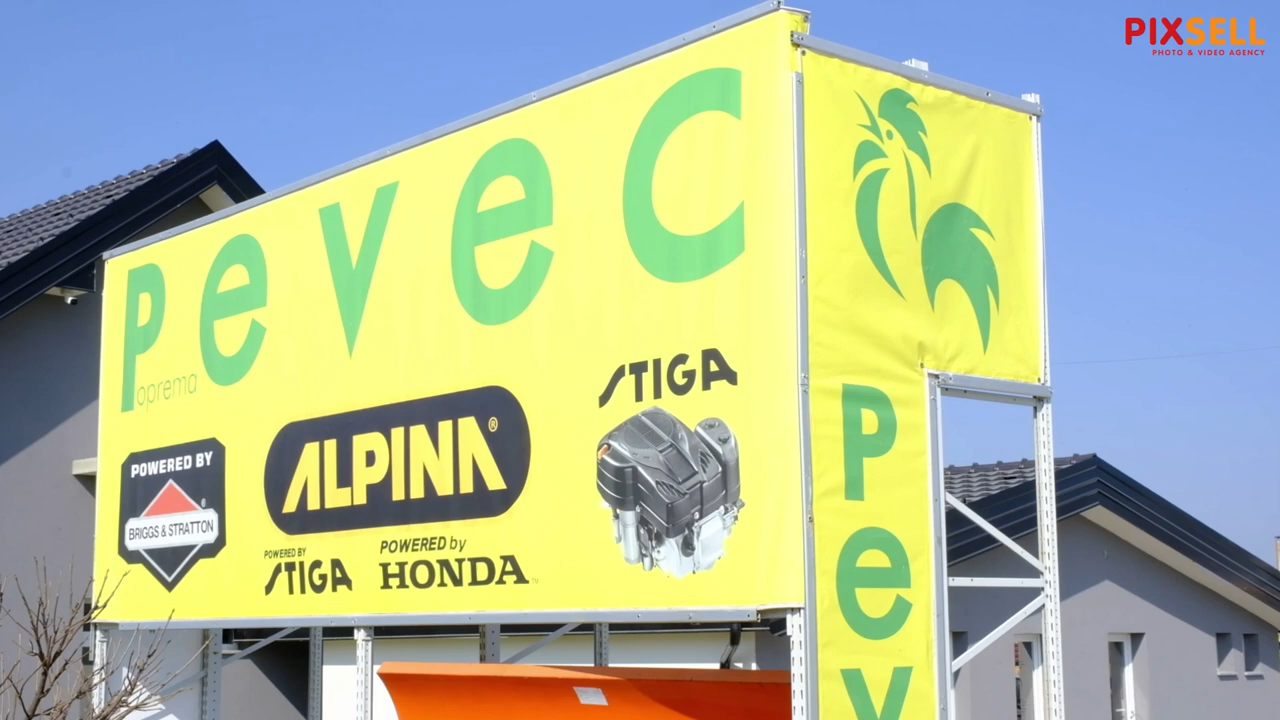 PIXSELL
PHOTO & VIDEO AGENCY
pevec
oprema
POWERED BY
BRIGGS & STRATTON
ALPINA®
POWERED BY
STIGA
POWERED by
HONDA
STIGA
Pev